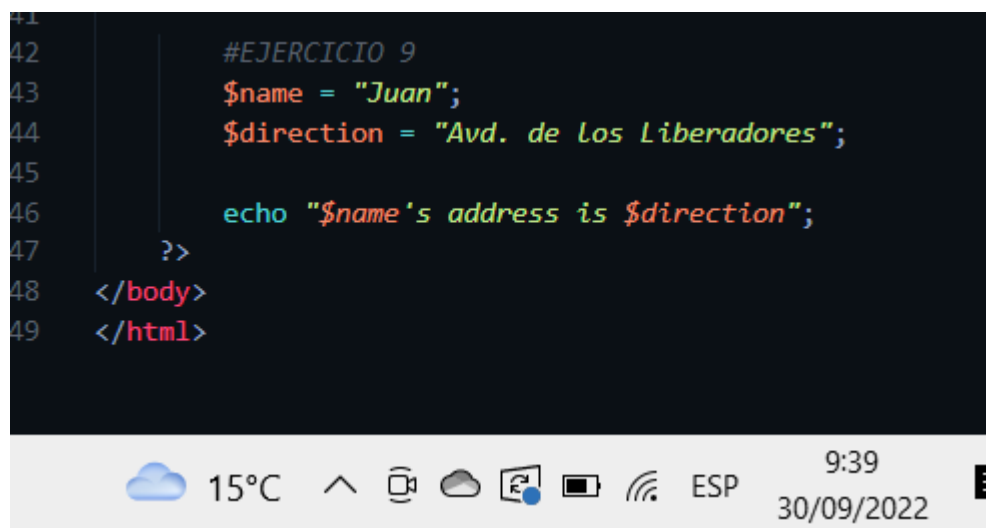 41
42 #EJERCICIO 9
43 $name = "Juan";
44 $direction = "Avd. de los Liberadores";
45
46 echo "$name's address is $direction";
47 ?>
48 </body>
49 </html>
15°C ESP 9:39
30/09/2022